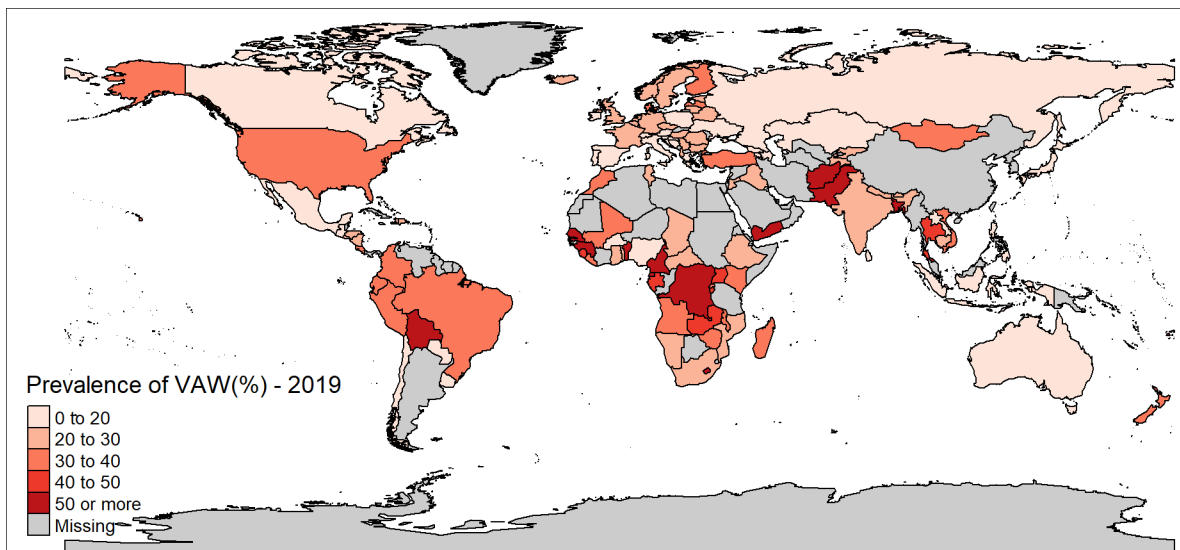 Prevalence of VAW(%) - 2019
0 to 20
20 to 30
30 to 40
40 to 50
50 or more
Missing